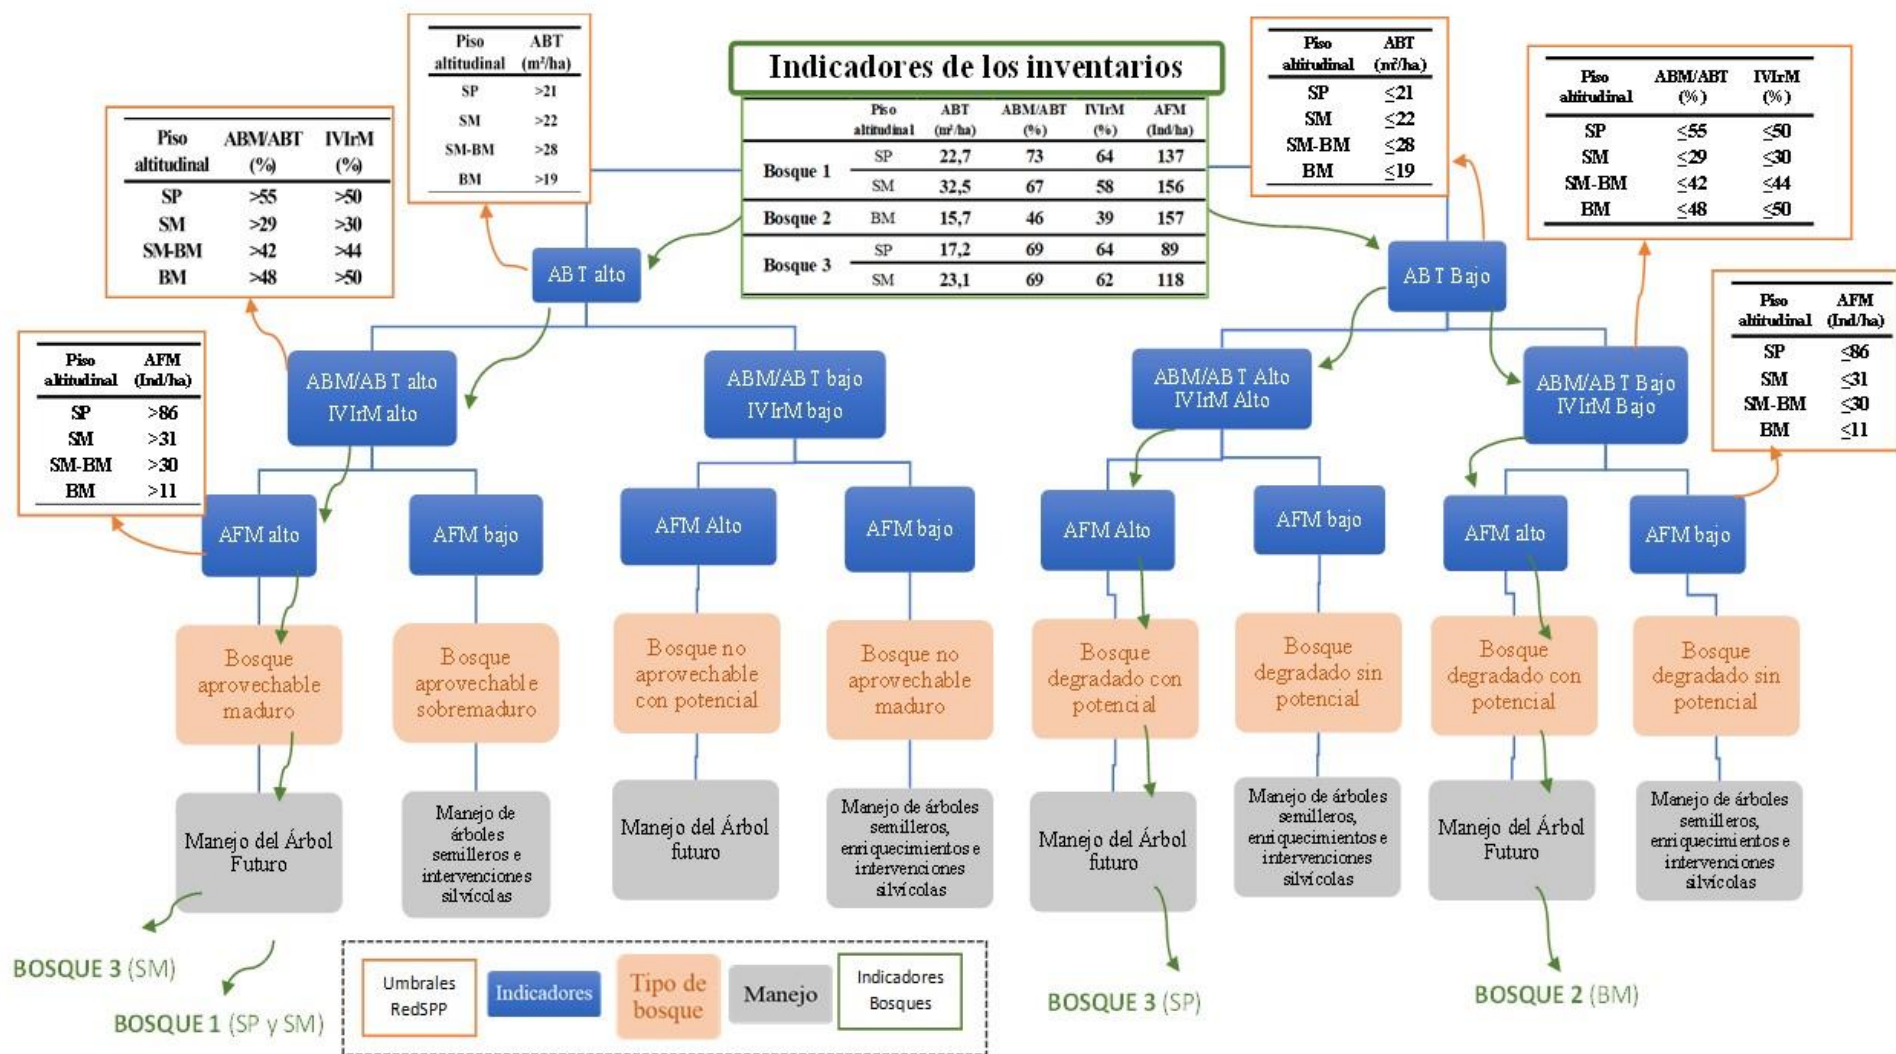 Indicadores de los inventarios
Piso altitudinal ABT (m²/ha) ABM/ABT (%) IVIrM (%) AFM (Ind/ha)
Bosque 1 SP 22,7 73 64 137
SM 32,5 67 58 156
Bosque 2 BM 15,7 46 39 157
Bosque 3 SP 17,2 69 64 89
SM 23,1 69 62 118
Piso altitudinal ABT (m²/ha)
SP >21
SM >22
SM-BM >28
BM >19
Piso altitudinal ABM/ABT (%) IVIrM (%)
SP >55 >50
SM >29 >30
SM-BM >42 >44
BM >48 >50
Piso altitudinal AFM (Ind/ha)
SP >86
SM >31
SM-BM >30
BM >11
Piso altitudinal ABT (m²/ha)
SP ≤21
SM ≤22
SM-BM ≤28
BM ≤19
Piso altitudinal ABM/ABT (%) IVIrM (%)
SP ≤55 ≤50
SM ≤29 ≤30
SM-BM ≤42 ≤44
BM ≤48 ≤50
Piso altitudinal AFM (Ind/ha)
SP ≤86
SM ≤31
SM-BM ≤30
BM ≤11
ABT alto
ABT Bajo
ABM/ABT alto
IVIrM alto
ABM/ABT bajo
IVIrM bajo
ABM/ABT Alto
IVIrM Alto
ABM/ABT Bajo
IVIrM Bajo
AFM alto
AFM bajo
AFM Alto
AFM bajo
AFM Alto
AFM bajo
AFM alto
AFM bajo
Bosque
aprovechable
maduro
Bosque
aprovechable
sobremaduro
Bosque no
aprovechable
con potencial
Bosque no
aprovechable
maduro
Bosque
degradado con
potencial
Bosque
degradado sin
potencial
Bosque
degradado con
potencial
Bosque
degradado sin
potencial
Manejo del Árbol
Futuro
Manejo de
árboles
semilleros e
intervenciones
silvícolas
Manejo del Árbol
futuro
Manejo de árboles
semilleros,
enriquecimientos e
intervenciones
silvícolas
Manejo del Árbol
futuro
Manejo de árboles
semilleros,
enriquecimientos e
intervenciones
silvícolas
Manejo del Árbol
Futuro
Manejo de árboles
semilleros,
enriquecimientos e
intervenciones
silvícolas
BOSQUE 3 (SM)
BOSQUE 1 (SP y SM)
BOSQUE 3 (SP)
BOSQUE 2 (BM)
Umbrales
RedSPP
Indicadores
Tipo de
bosque
Manejo
Indicadores
Bosques